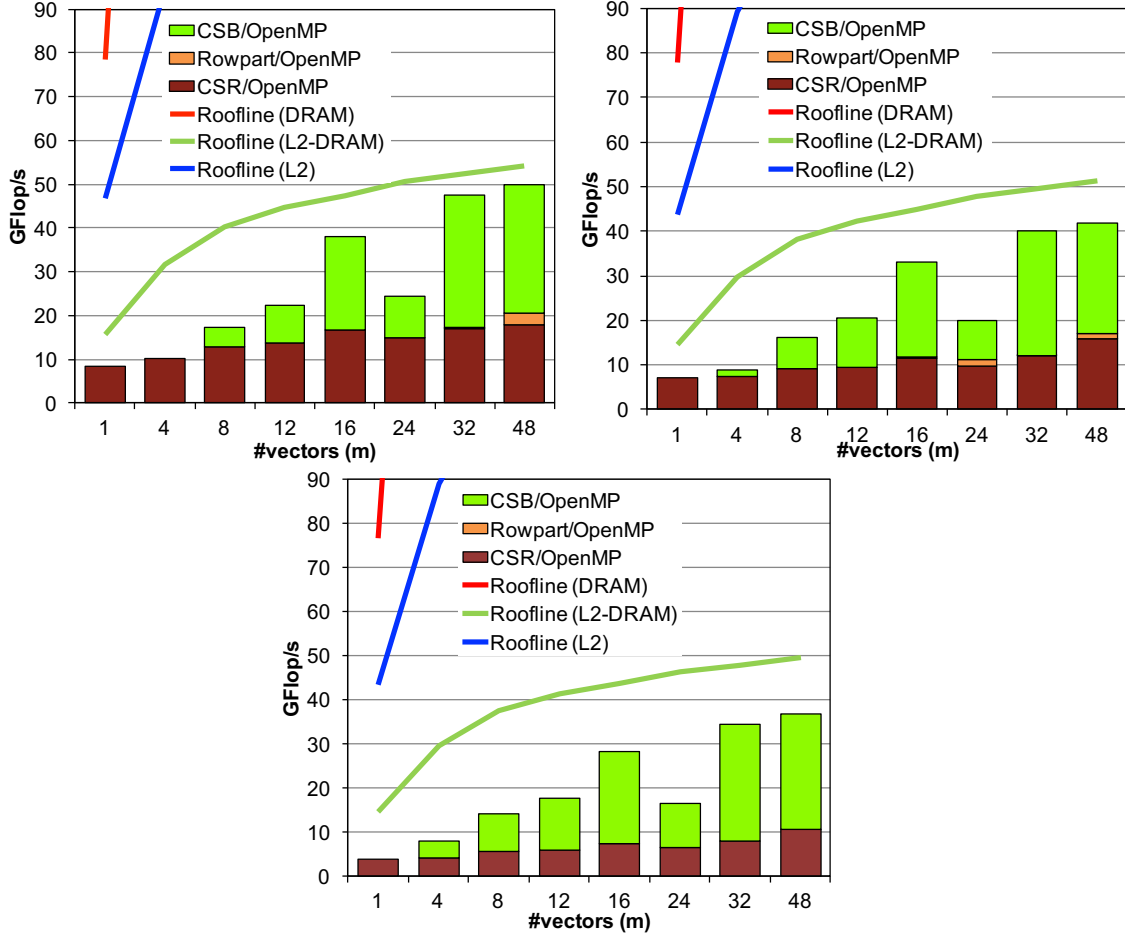 90
80
70
60
50
40
30
20
10
0
GFlop/s
CSB/OpenMP
Rowpart/OpenMP
CSR/OpenMP
Roofline (DRAM)
Roofline (L2-DRAM)
Roofline (L2)
1 4 8 12 16 24 32 48
#vectors (m)
90
80
70
60
50
40
30
20
10
0
GFlop/s
CSB/OpenMP
Rowpart/OpenMP
CSR/OpenMP
Roofline (DRAM)
Roofline (L2-DRAM)
Roofline (L2)
1 4 8 12 16 24 32 48
#vectors (m)
90
80
70
60
50
40
30
20
10
0
GFlop/s
CSB/OpenMP
Rowpart/OpenMP
CSR/OpenMP
Roofline (DRAM)
Roofline (L2-DRAM)
Roofline (L2)
1 4 8 12 16 24 32 48
#vectors (m)